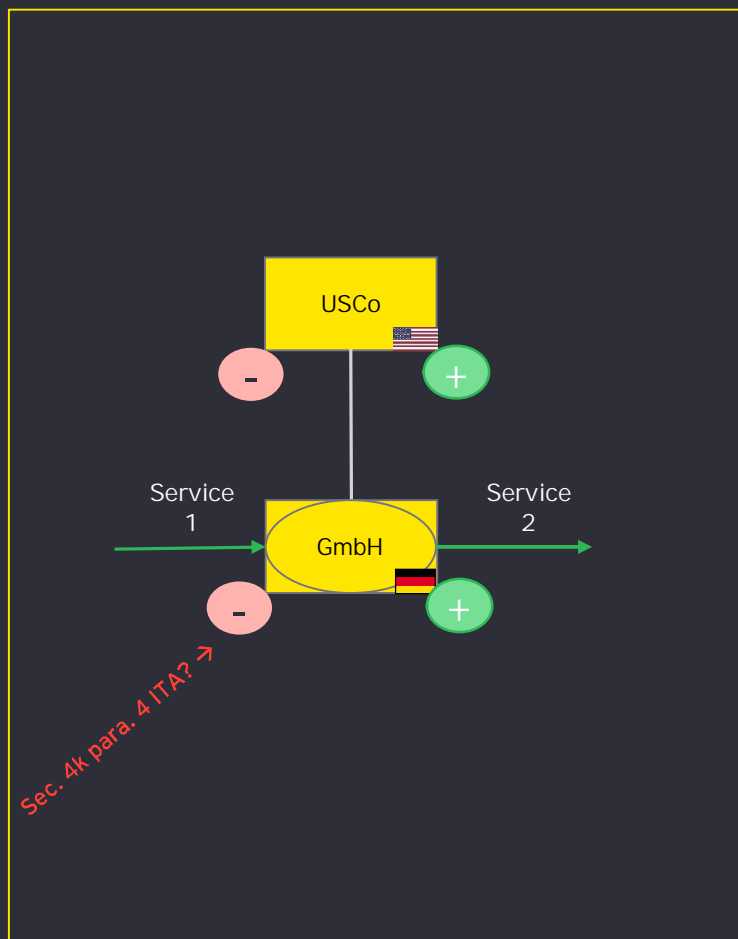 USCo
-
+
Service
1
Service
2
GmbH
-
+
Sec. 4k para. 4 ITA? →